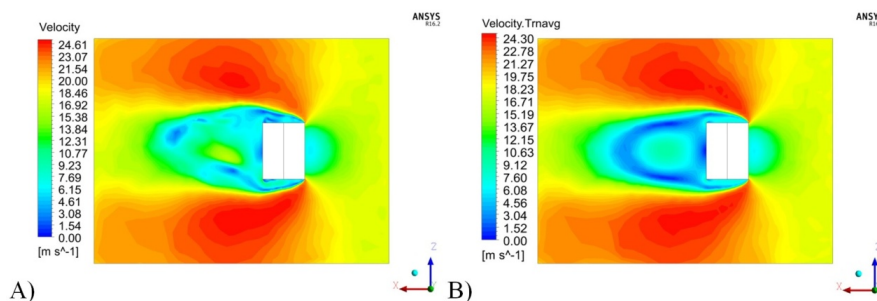 ANSYS
R16.2
Velocity
24.61
23.07
21.54
20.00
18.46
16.92
15.38
13.84
12.31
10.77
9.23
7.69
6.15
4.61
3.08
1.54
0.00
[m s^-1]
Z
X
A)
ANSYS
R16
Velocity.Trnavg
24.30
22.78
21.27
19.75
18.23
16.71
15.19
13.67
12.15
10.63
9.12
7.60
6.08
4.56
3.04
1.52
0.00
[m s^-1]
Z
X
B)